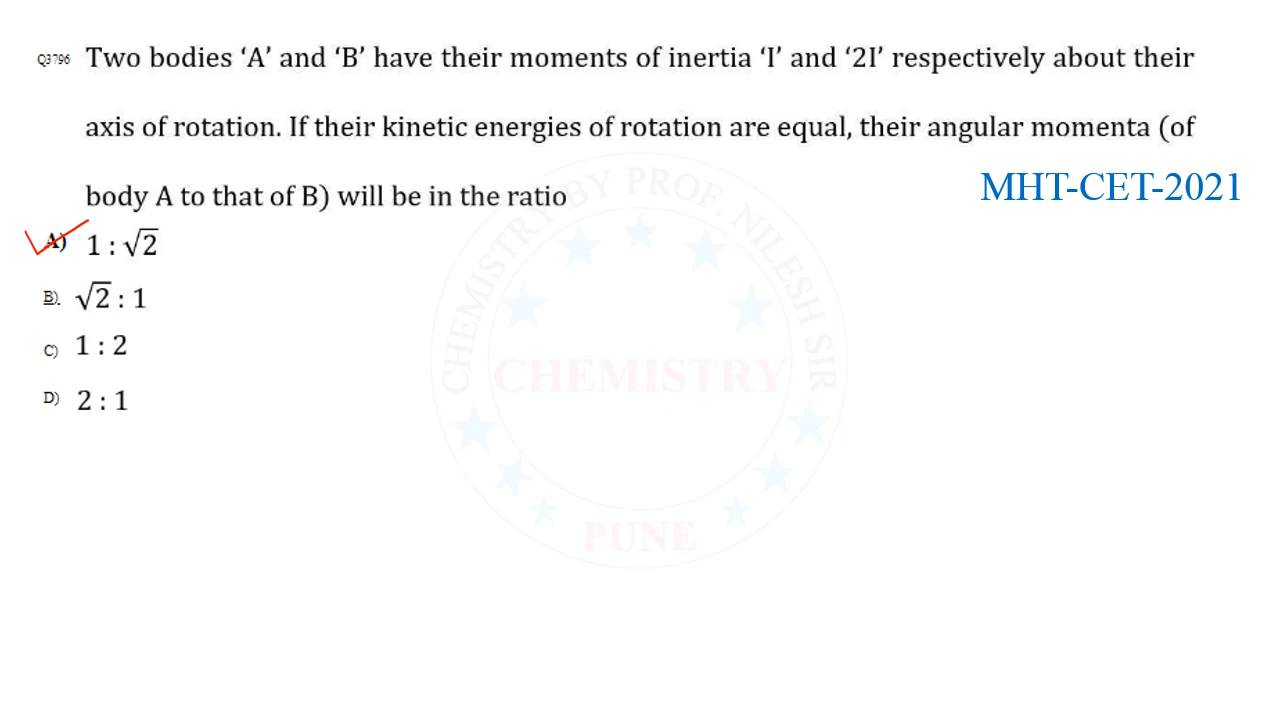 Q3796 Two bodies ‘A’ and ‘B’ have their moments of inertia ‘I’ and ‘2I’ respectively about their
axis of rotation. If their kinetic energies of rotation are equal, their angular momenta (of
body A to that of B) will be in the ratio
MHT-CET-2021
A) 1 : √2
B). √2 : 1
C) 1 : 2
D) 2 : 1
CHEMISTRY BY PROF. NILESH SIR
CHEMISTRY
PUNE